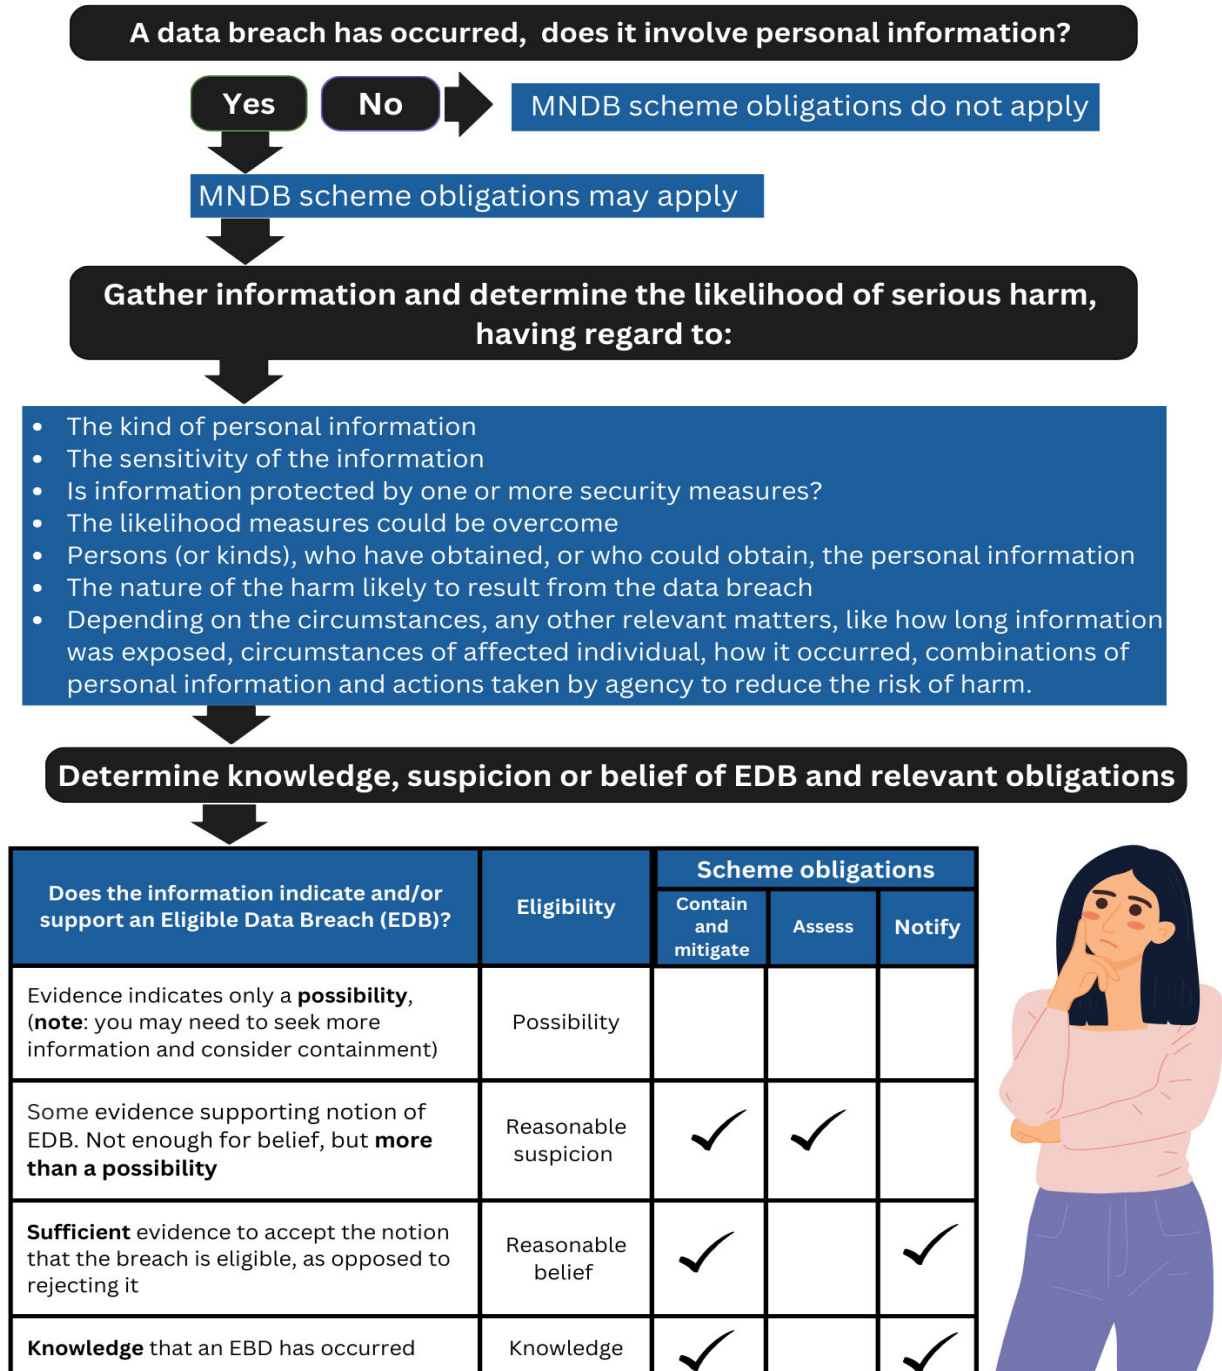 A data breach has occurred, does it involve personal information?
Yes
No
MNDB scheme obligations do not apply
MNDB scheme obligations may apply
Gather information and determine the likelihood of serious harm,
having regard to:
• The kind of personal information
• The sensitivity of the information
• Is information protected by one or more security measures?
• The likelihood measures could be overcome
• Persons (or kinds), who have obtained, or who could obtain, the personal information
• The nature of the harm likely to result from the data breach
• Depending on the circumstances, any other relevant matters, like how long information
was exposed, circumstances of affected individual, how it occurred, combinations of
personal information and actions taken by agency to reduce the risk of harm.
Determine knowledge, suspicion or belief of EDB and relevant obligations
Does the information indicate and/or
support an Eligible Data Breach (EDB)?
Eligibility
Scheme obligations
Contain
and
mitigate
Assess
Notify
Evidence indicates only a possibility,
(note: you may need to seek more
information and consider containment)
Possibility
Some evidence supporting notion of
EDB. Not enough for belief, but more
than a possibility
Reasonable
suspicion
Sufficient evidence to accept the notion
that the breach is eligible, as opposed to
rejecting it
Reasonable
belief
Knowledge that an EBD has occurred
Knowledge